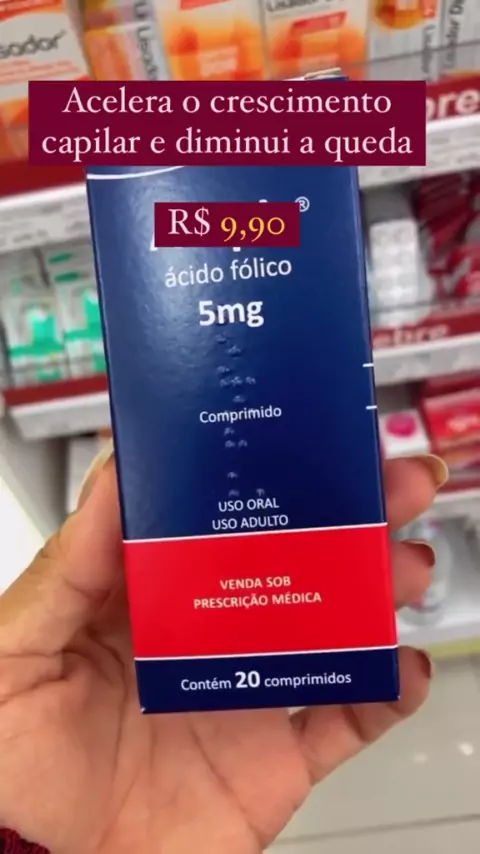 Acelera o crescimento
capilar e diminui a queda
R$ 9,90
®
ácido fólico
5mg
Comprimido
USO ORAL
USO ADULTO
VENDA SOB
PRESCRIÇÃO MÉDICA
Contém 20 comprimidos